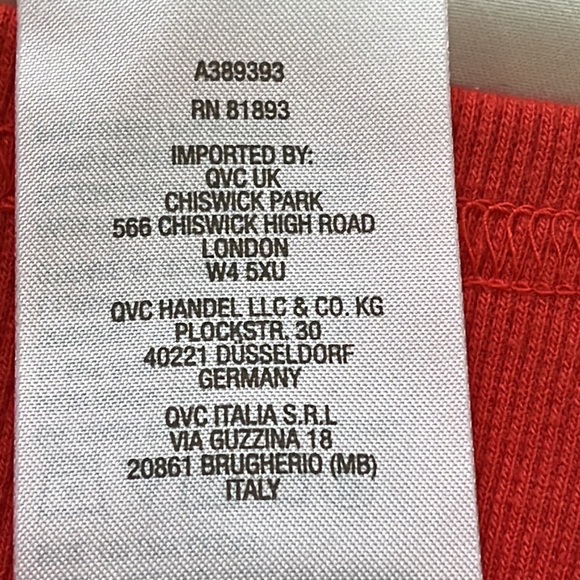 A389393
RN 81893
IMPORTED BY:
QVC UK
CHISWICK PARK
566 CHISWICK HIGH ROAD
LONDON
W4 5XU
QVC HANDEL LLC & CO. KG
PLOCKSTR. 30
40221 DÜSSELDORF
GERMANY
QVC ITALIA S.R.L
VIA GUZZINA 18
20861 BRUGHERIO (MB)
ITALY